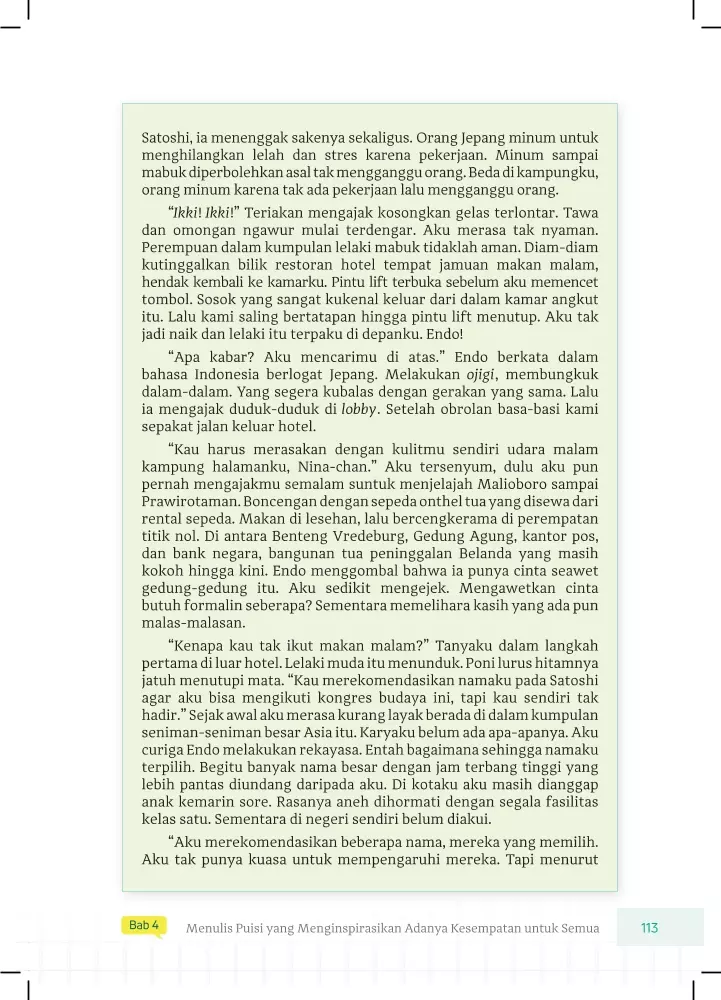 Satoshi, ia menenggak sakenya sekaligus. Orang Jepang minum untuk
menghilangkan lelah dan stres karena pekerjaan. Minum sampai
mabuk diperbolehkan asal tak mengganggu orang. Beda di kampungku,
orang minum karena tak ada pekerjaan lalu mengganggu orang.
“Ikki! Ikki!” Teriakan mengajak kosongkan gelas terlontar. Tawa
dan omongan ngawur mulai terdengar. Aku merasa tak nyaman.
Perempuan dalam kumpulan lelaki mabuk tidaklah aman. Diam-diam
kutinggalkan bilik restoran hotel tempat jamuan makan malam,
hendak kembali ke kamarku. Pintu lift terbuka sebelum aku memencet
tombol. Sosok yang sangat kukenal keluar dari dalam kamar angkut
itu. Lalu kami saling bertatapan hingga pintu lift menutup. Aku tak
jadi naik dan lelaki itu terpaku di depanku. Endo!
“Apa kabar? Aku mencarimu di atas.” Endo berkata dalam
bahasa Indonesia berlogat Jepang. Melakukan ojigi, membungkuk
dalam-dalam. Yang segera kubalas dengan gerakan yang sama. Lalu
ia mengajak duduk-duduk di lobby. Setelah obrolan basa-basi kami
sepakat jalan keluar hotel.
“Kau harus merasakan dengan kulitmu sendiri udara malam
kampung halamanku, Nina-chan.” Aku tersenyum, dulu aku pun
pernah mengajakmu semalam suntuk menjelajah Malioboro sampai
Prawirotaman. Boncengan dengan sepeda onthel tua yang disewa dari
rental sepeda. Makan di lesehan, lalu bercengkerama di perempatan
titik nol. Di antara Benteng Vredeburg, Gedung Agung, kantor pos,
dan bank negara, bangunan tua peninggalan Belanda yang masih
kokoh hingga kini. Endo menggombal bahwa ia punya cinta seawet
gedung-gedung itu. Aku sedikit mengejek. Mengawetkan cinta
butuh formalin seberapa? Sementara memelihara kasih yang ada pun
malas-malasan.
“Kenapa kau tak ikut makan malam?” Tanyaku dalam langkah
pertama di luar hotel. Lelaki muda itu menunduk. Poni lurus hitamnya
jatuh menutupi mata. “Kau merekomendasikan namaku pada Satoshi
agar aku bisa mengikuti kongres budaya ini, tapi kau sendiri tak
hadir.” Sejak awal aku merasa kurang layak berada di dalam kumpulan
seniman-seniman besar Asia itu. Karyaku belum ada apa-apanya. Aku
curiga Endo melakukan rekayasa. Entah bagaimana sehingga namaku
terpilih. Begitu banyak nama besar dengan jam terbang tinggi yang
lebih pantas diundang daripada aku. Di kotaku aku masih dianggap
anak kemarin sore. Rasanya aneh dihormati dengan segala fasilitas
kelas satu. Sementara di negeri sendiri belum diakui.
“Aku merekomendasikan beberapa nama, mereka yang memilih.
Aku tak punya kuasa untuk mempengaruhi mereka. Tapi menurut
Bab 4 Menulis Puisi yang Menginspirasikan Adanya Kesempatan untuk Semua 113